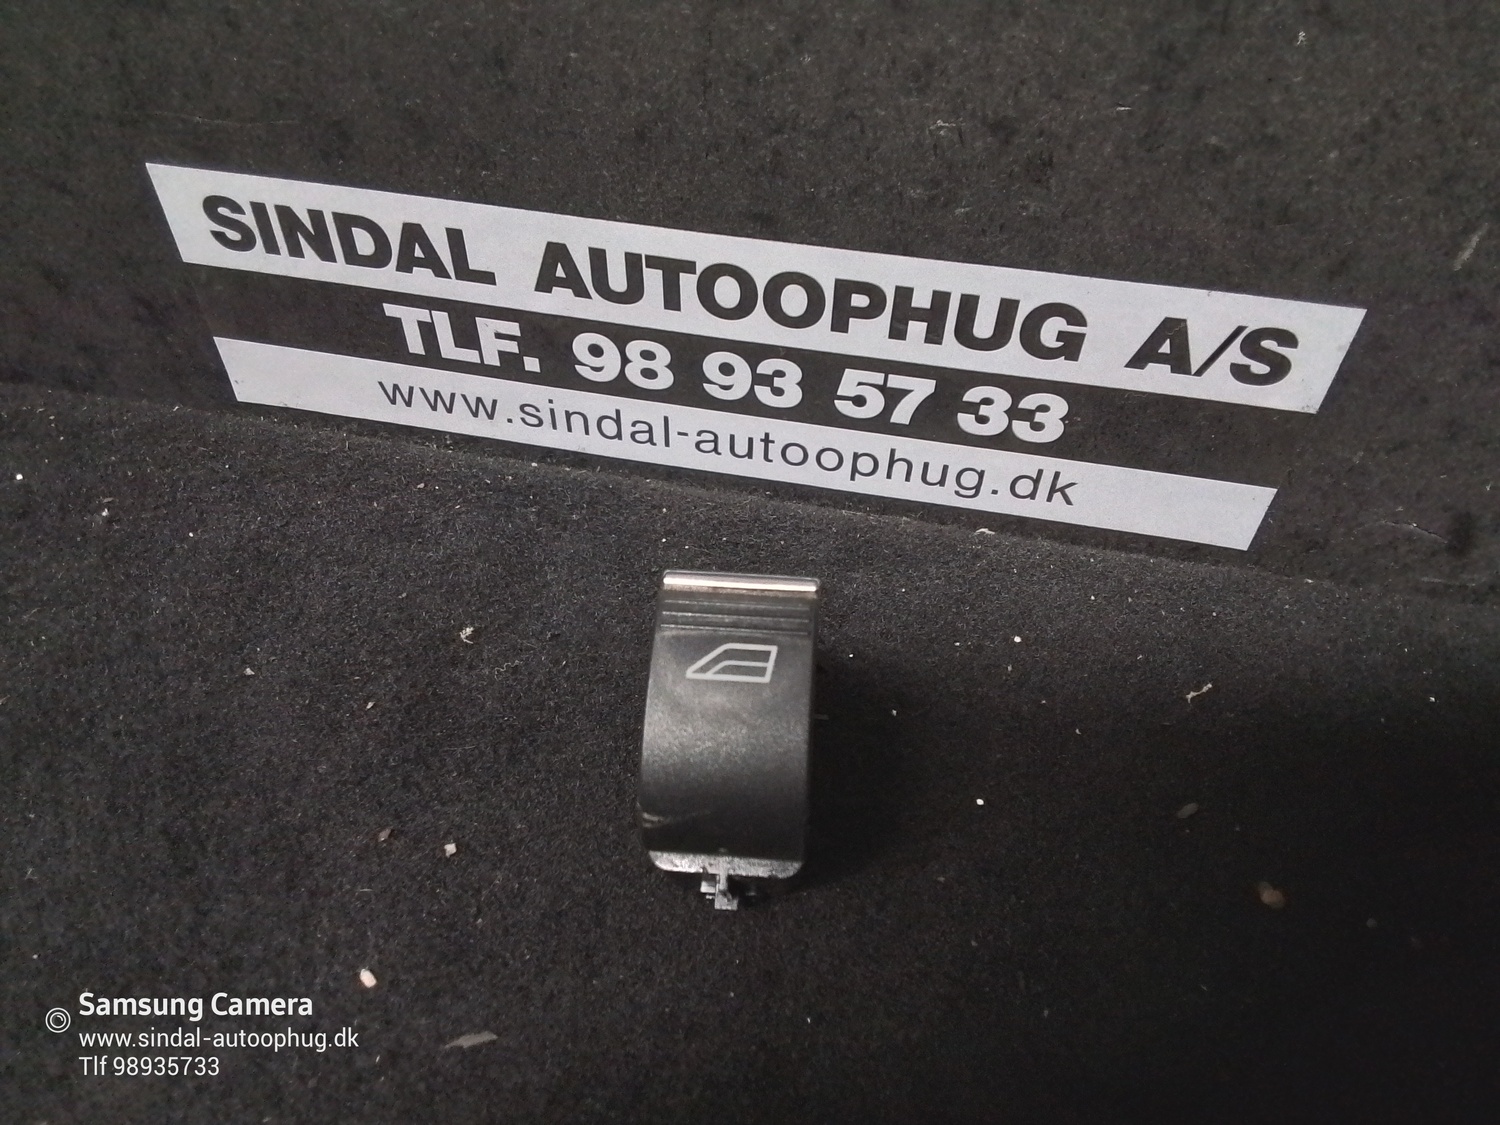 SINDAL AUTOOPHUG A/S
TLF. 98 93 57 33
www.sindal-autoophug.dk
Samsung Camera
www.sindal-autoophug.dk
Tlf 98935733